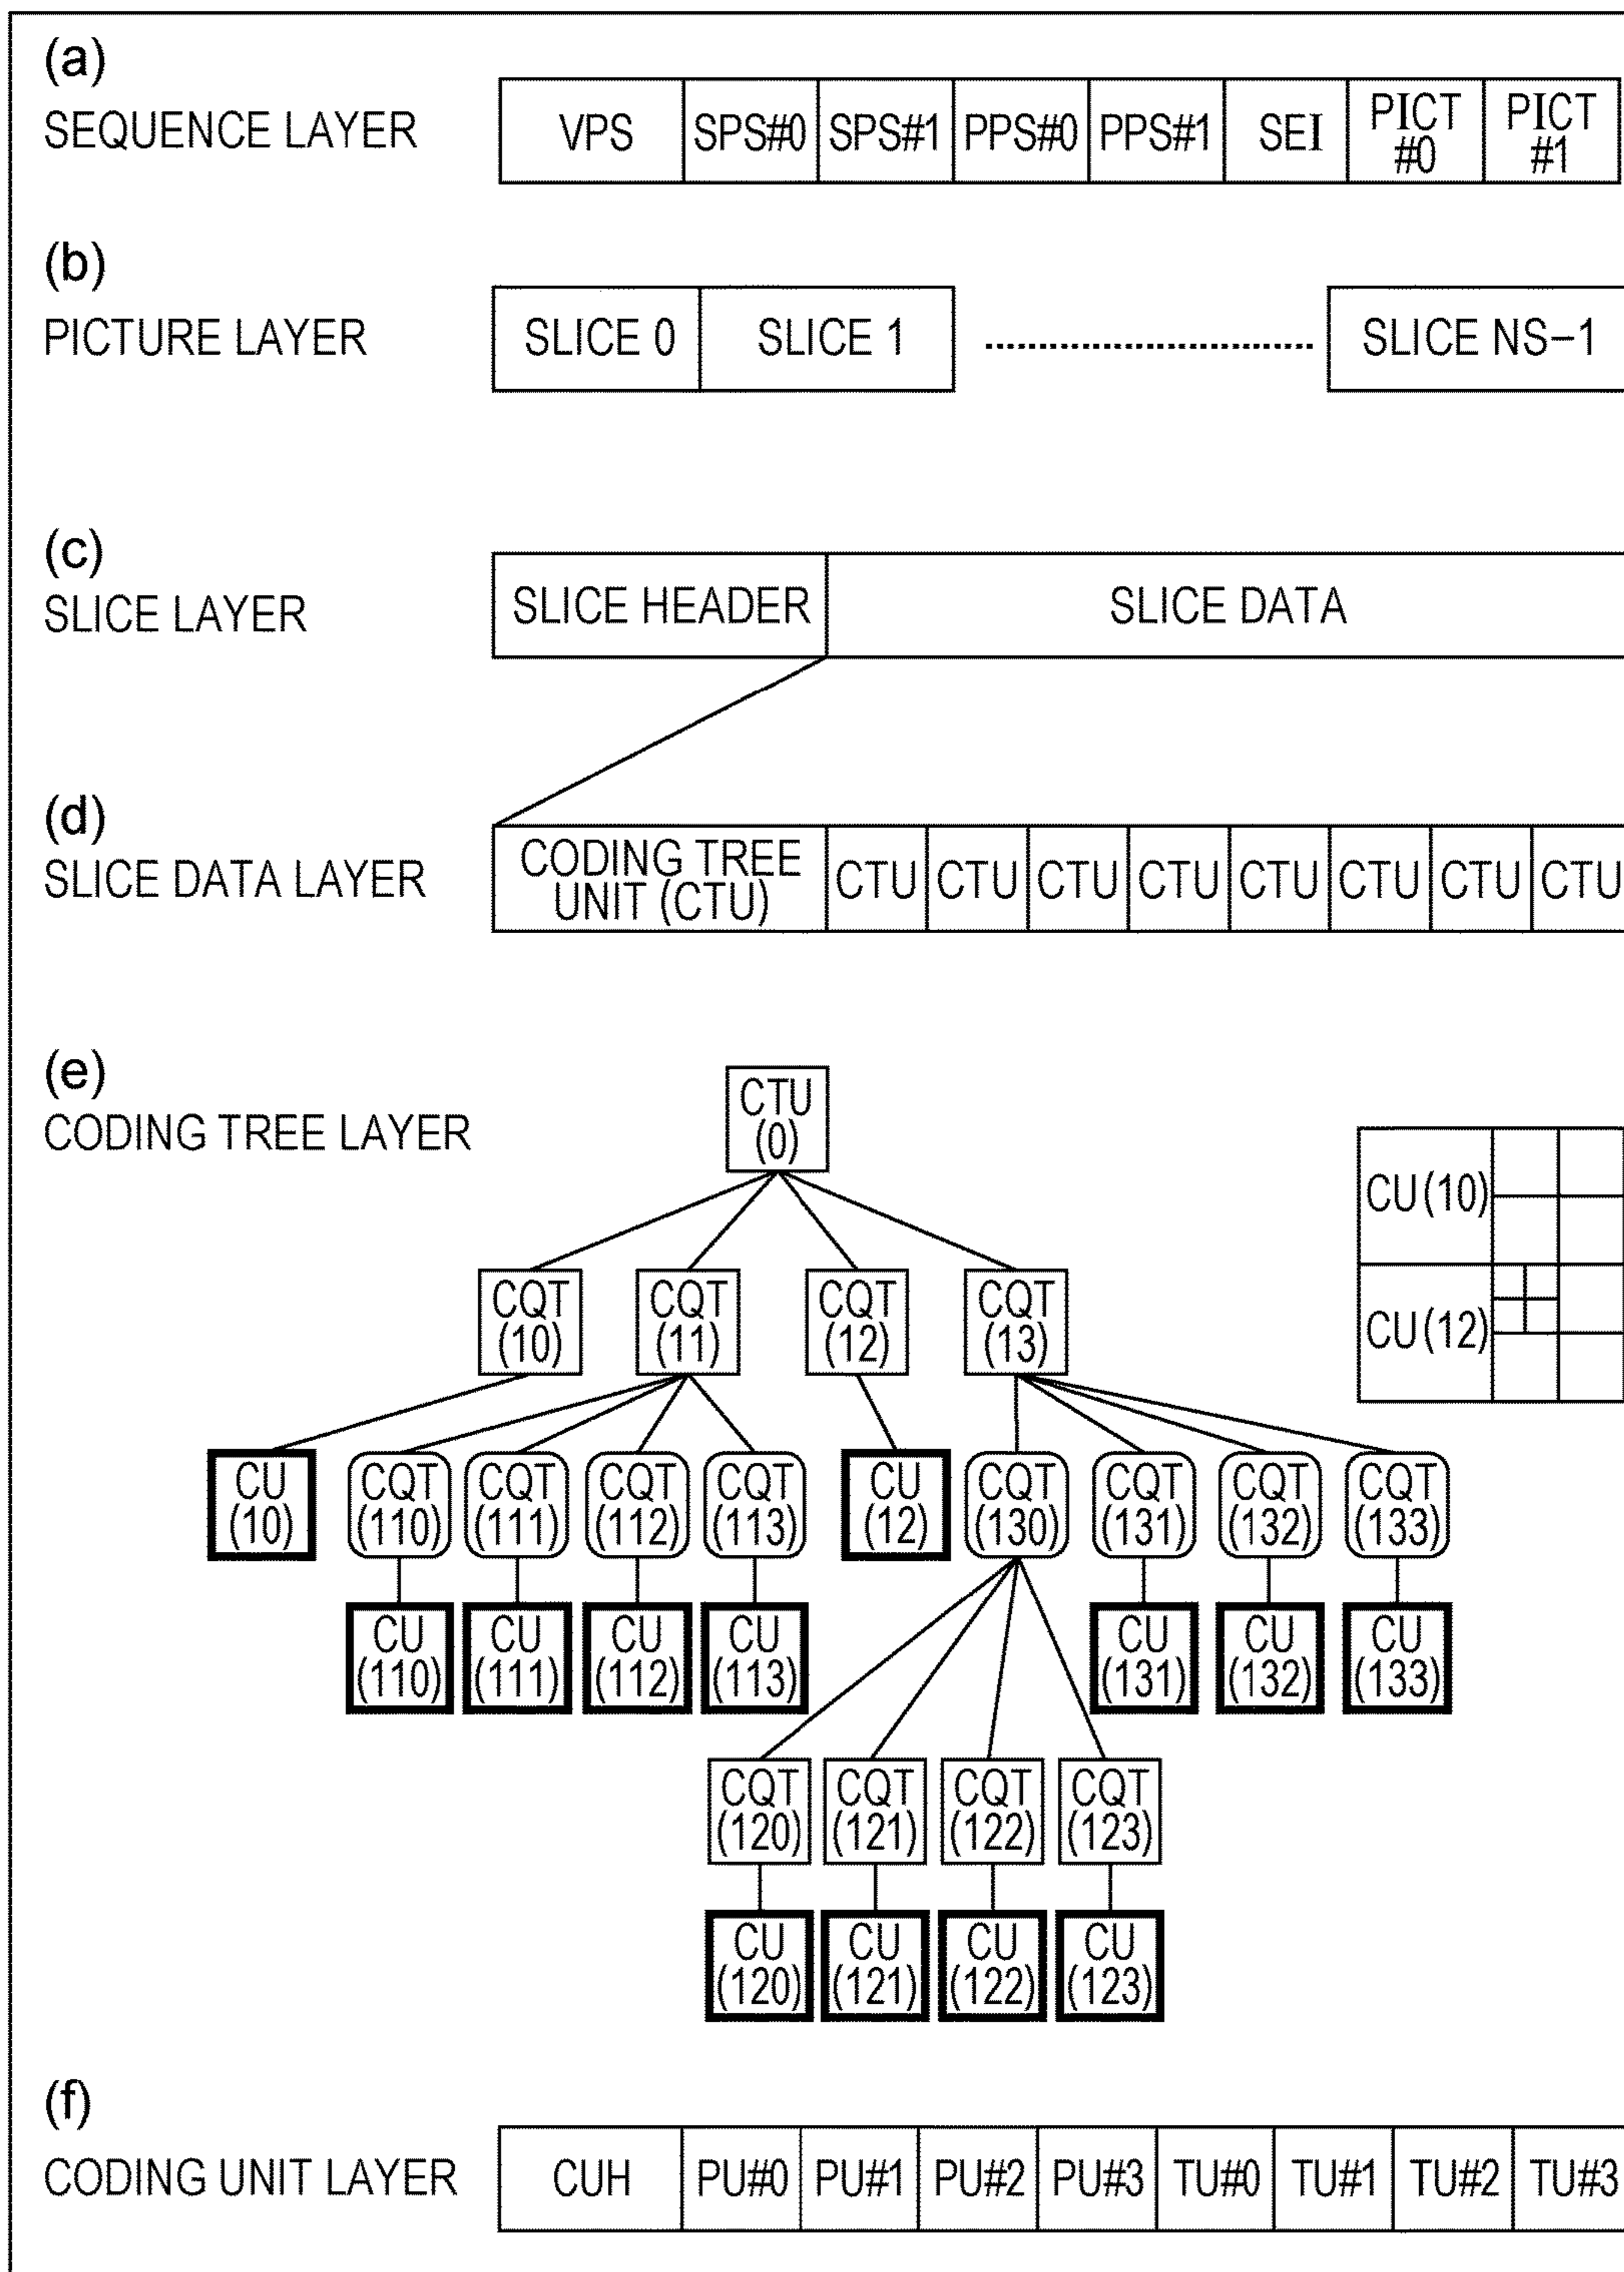 (a)
SEQUENCE LAYER
VPS SPS#0 SPS#1 PPS#0 PPS#1 SEI PICT #0 PICT #1
(b)
PICTURE LAYER
SLICE 0 SLICE 1 SLICE NS−1
(c)
SLICE LAYER
SLICE HEADER SLICE DATA
(d)
SLICE DATA LAYER
CODING TREE
UNIT (CTU)
CTU CTU CTU CTU CTU CTU CTU CTU
(e)
CODING TREE LAYER
CTU
(0)
CU(10)
CU(12)
CQT CQT CQT CQT
(10) (11) (12) (13)
CU CQT CQT CQT CQT CU CQT CQT CQT CQT
(10) (110) (111) (112) (113) (12) (130) (131) (132) (133)
CU CU CU CU CU CU CU
(110) (111) (112) (113) (131) (132) (133)
CQT CQT CQT CQT
(120) (121) (122) (123)
CU CU CU CU
(120) (121) (122) (123)
(f)
CODING UNIT LAYER
CUH PU#0 PU#1 PU#2 PU#3 TU#0 TU#1 TU#2 TU#3